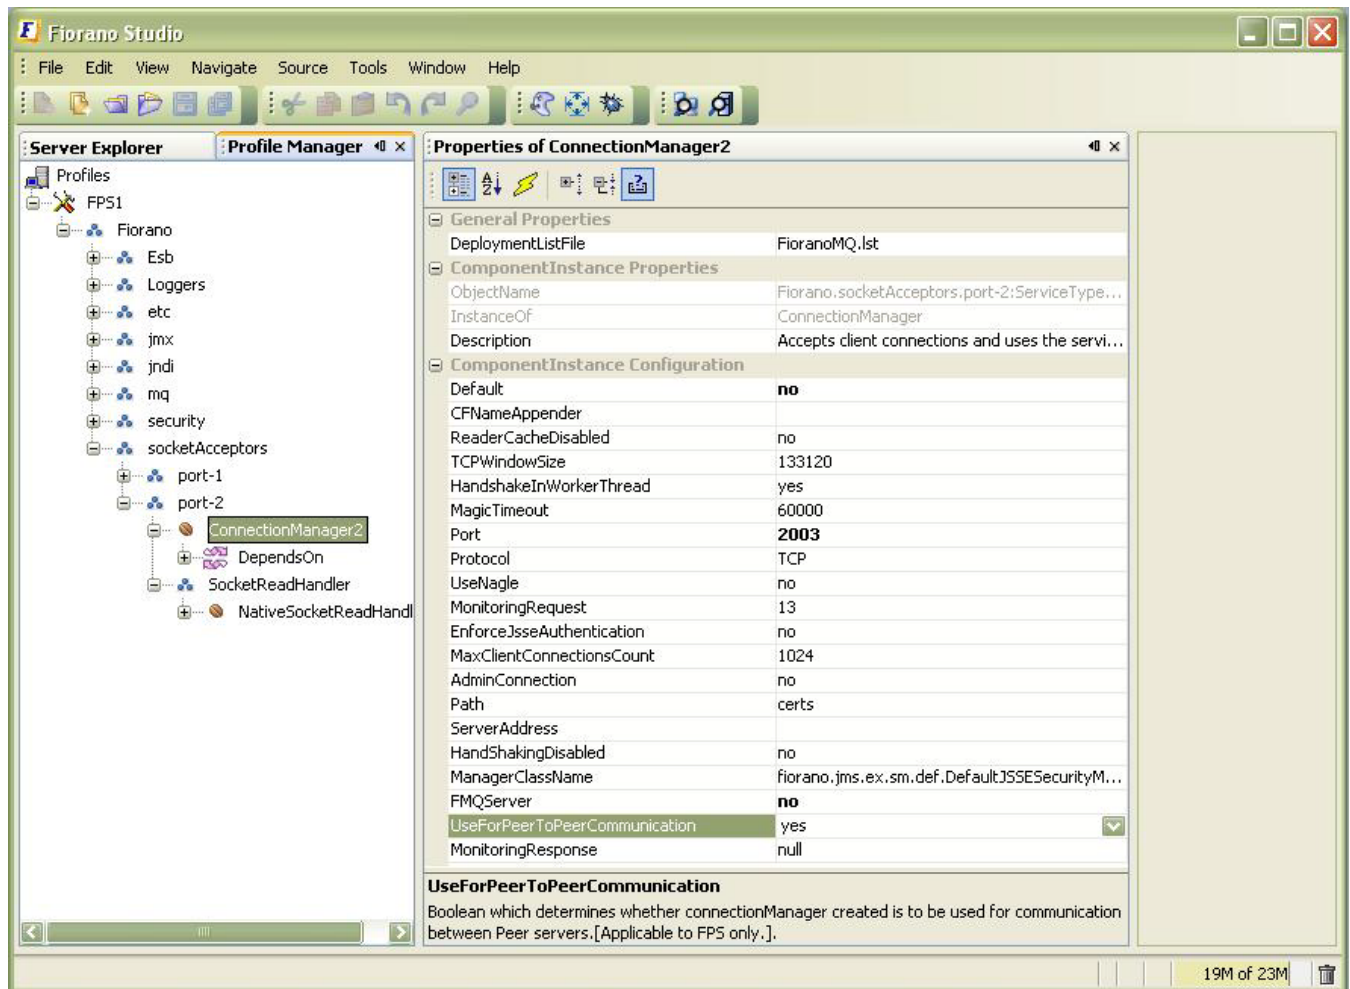 Fiorano Studio
File Edit View Navigate Source Tools Window Help
Server Explorer Profile Manager
Profiles
FPS1
Fiorano
Esb
Loggers
etc
jmx
jndi
mq
security
socketAcceptors
port-1
port-2
ConnectionManager2
DependsOn
SocketReadHandler
NativeSocketReadHandl
Properties of ConnectionManager2
General Properties
DeploymentListFile FioranoMQ.lst
ComponentInstance Properties
ObjectName Fiorano.socketAcceptors.port-2:ServiceType...
InstanceOf ConnectionManager
Description Accepts client connections and uses the servi...
ComponentInstance Configuration
Default no
CFNameAppender
ReaderCacheDisabled no
TCPWindowSize 133120
HandshakeInWorkerThread yes
MagicTimeout 60000
Port 2003
Protocol TCP
UseNagle no
MonitoringRequest 13
EnforceJsseAuthentication no
MaxClientConnectionsCount 1024
AdminConnection no
Path certs
ServerAddress
HandShakingDisabled no
ManagerClassName fiorano.jms.ex.sm.def.DefaultJSSESecurityM...
FMQServer no
UseForPeerToPeerCommunication yes
MonitoringResponse null
UseForPeerToPeerCommunication
Boolean which determines whether connectionManager created is to be used for communication
between Peer servers.[Applicable to FPS only.].
19M of 23M